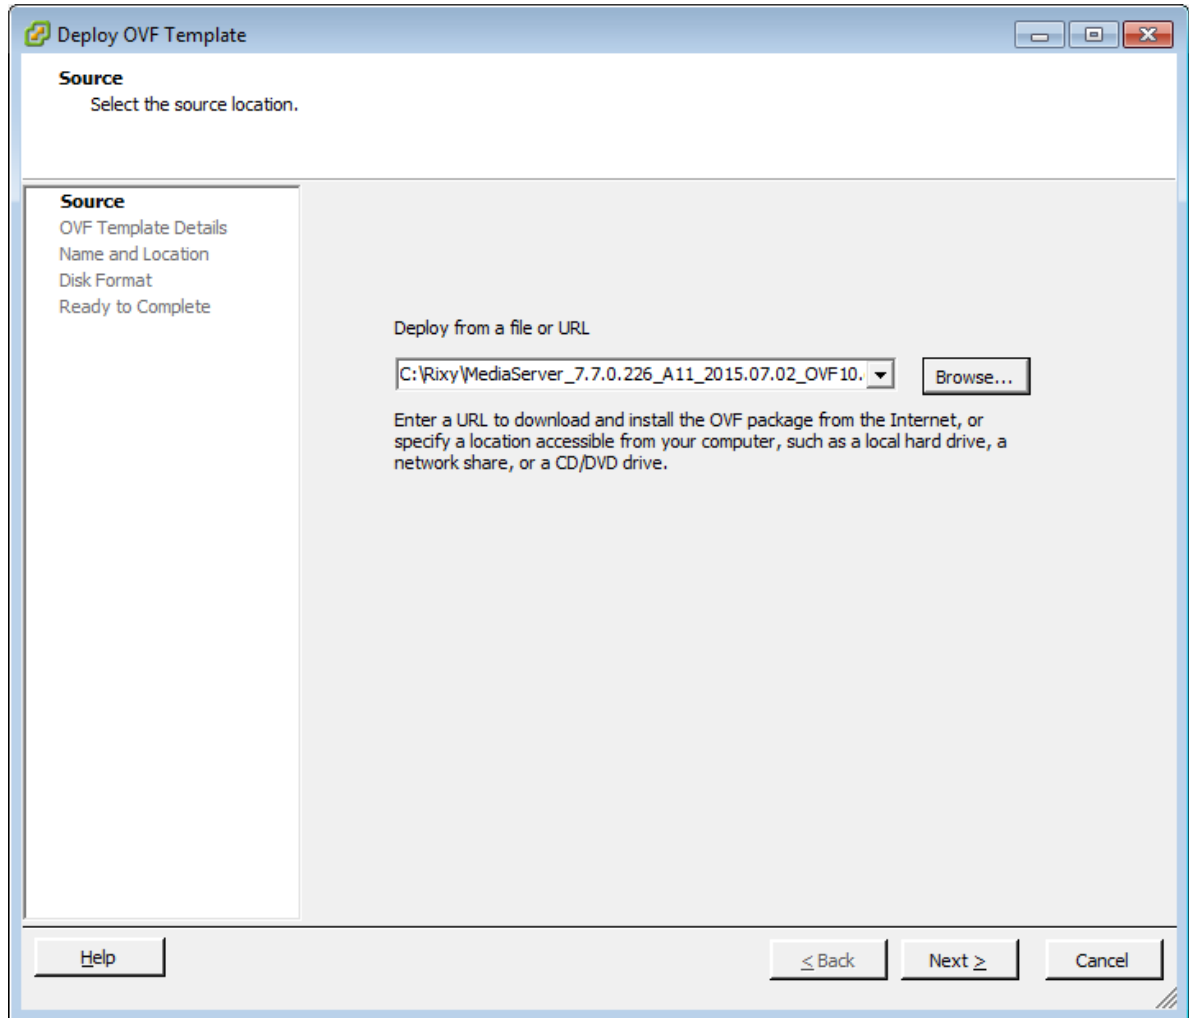 Deploy OVF Template
Source
Select the source location.
Source
OVF Template Details
Name and Location
Disk Format
Ready to Complete
Deploy from a file or URL
C:\Rixy\MediaServer_7.7.0.226_A11_2015.07.02_OVF10.
Browse...
Enter a URL to download and install the OVF package from the Internet, or
specify a location accessible from your computer, such as a local hard drive, a
network share, or a CD/DVD drive.
Help
< Back
Next >
Cancel